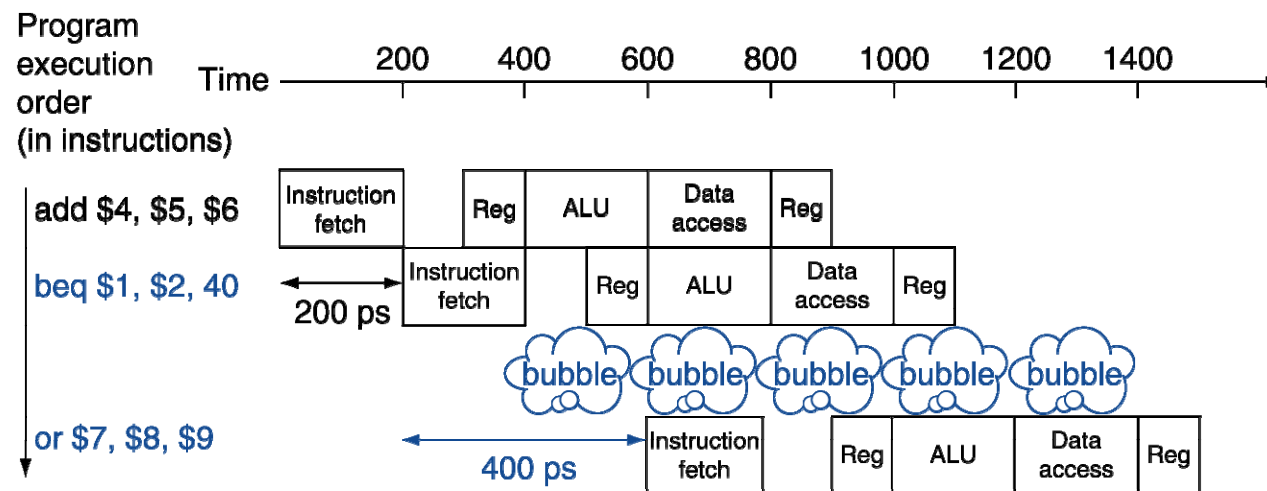 Program
execution
order
(in instructions)
Time
200 400 600 800 1000 1200 1400
add $4, $5, $6
Instruction
fetch
Reg
ALU
Data
access
Reg
beq $1, $2, 40
200 ps
Instruction
fetch
Reg
ALU
Data
access
Reg
bubble bubble bubble bubble bubble
or $7, $8, $9
400 ps
Instruction
fetch
Reg
ALU
Data
access
Reg